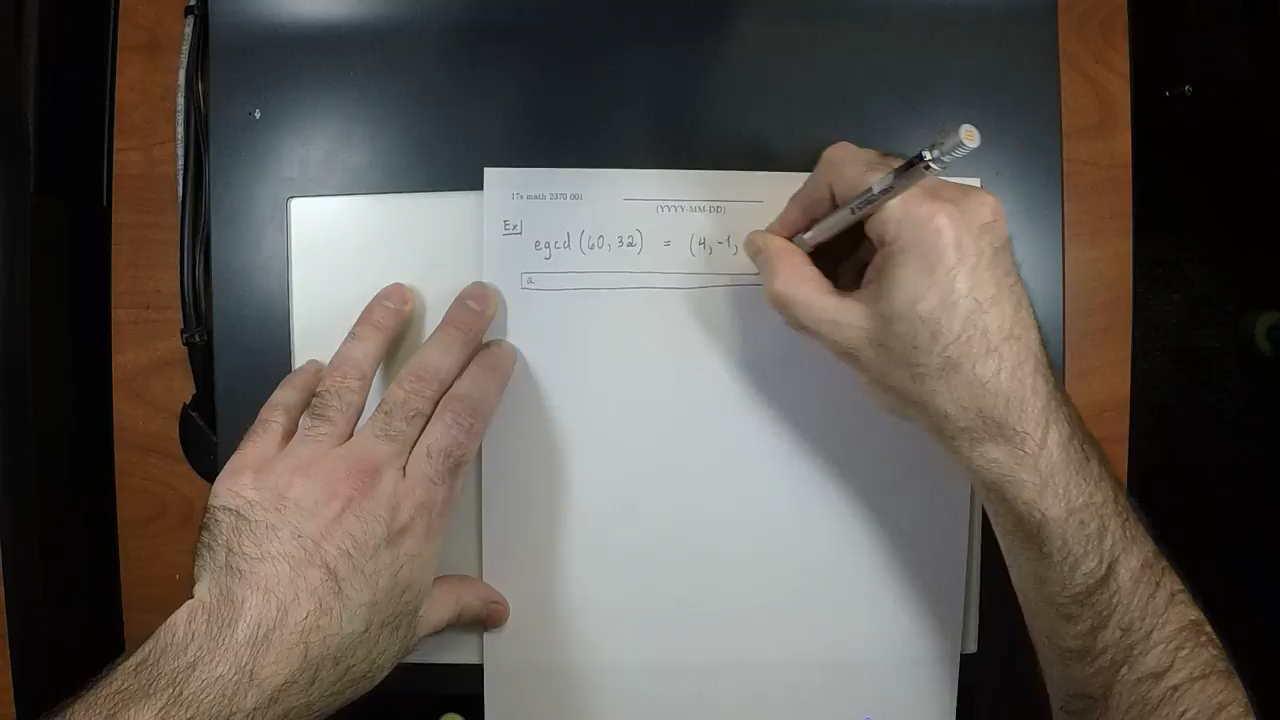 17s math 2370 001
(YYYY-MM-DD)
Ex
egcd (60, 32) = (4, -1,
a